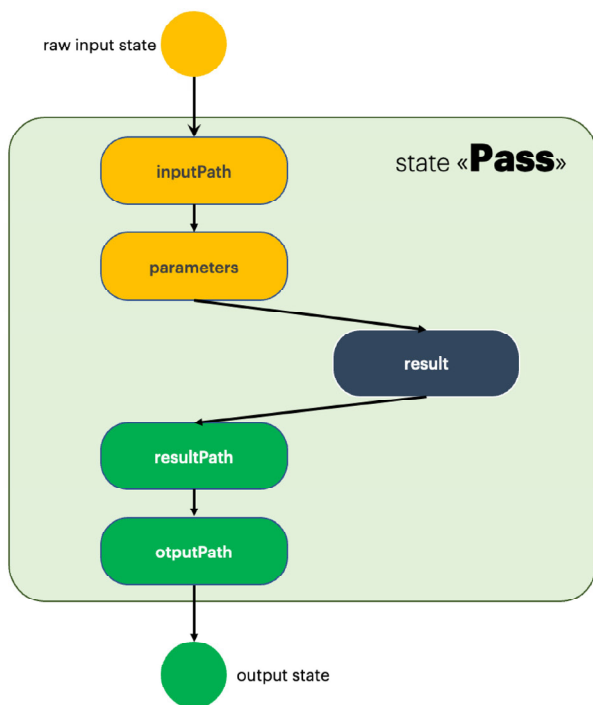 raw input state
inputPath
state «Pass»
parameters
result
resultPath
otputPath
output state